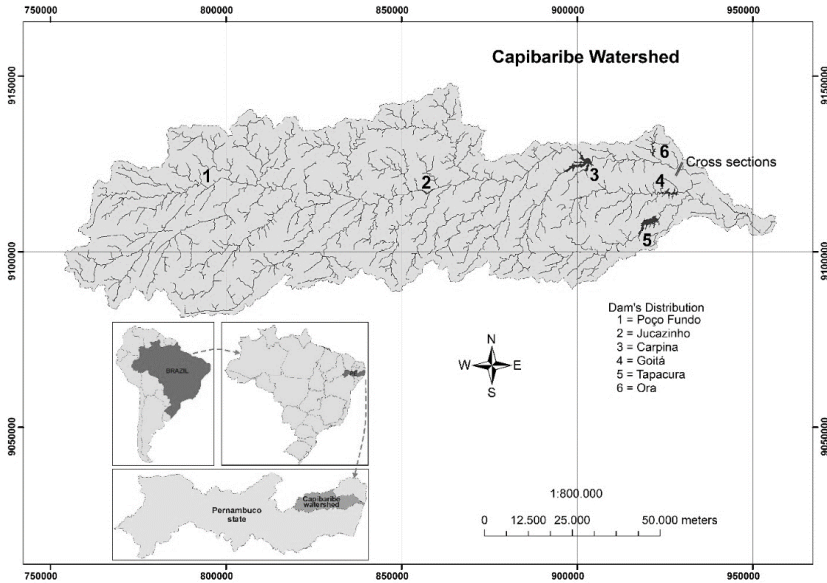 750000 800000 850000 900000 950000
Capibaribe Watershed
9150000 9150000
1
2
3
4
5
6
Cross sections
9100000 9100000
Dam's Distribution
1 = Poço Fundo
2 = Jucazinho
3 = Carpina
4 = Goitá
5 = Tapacura
6 = Ora
N
W E
S
BRAZIL
9050000 9050000
Pernambuco
state
Capibaribe
watershed
1:800.000
0 12.500 25.000 50.000 meters
750000 800000 850000 900000 950000